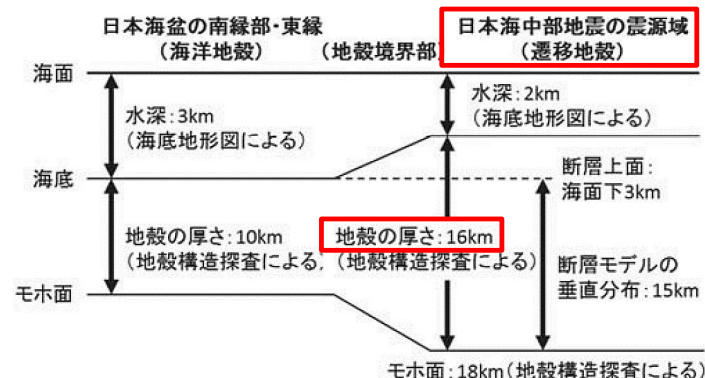 日本海盆の南縁部・東縁
（海洋地殻）
（地殻境界部）
日本海中部地震の震源域
（遷移地殻）
海面
水深：3km
（海底地形図による）
水深：2km
（海底地形図による）
海底
断層上面：
海面下3km
地殻の厚さ：10km
（地殻構造探査による）
地殻の厚さ：16km
（地殻構造探査による）
断層モデルの
垂直分布：15km
モホ面
モホ面：18km（地殻構造探査による）